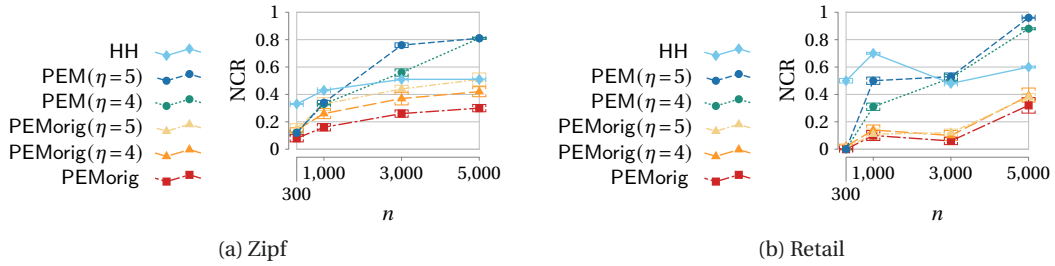 HH
PEM(η=5)
PEM(η=4)
PEMorig(η=5)
PEMorig(η=4)
PEMorig
NCR
1
0.8
0.6
0.4
0.2
0
300
1,000
3,000
5,000
n
(a) Zipf
HH
PEM(η=5)
PEM(η=4)
PEMorig(η=5)
PEMorig(η=4)
PEMorig
NCR
1
0.8
0.6
0.4
0.2
0
300
1,000
3,000
5,000
n
(b) Retail